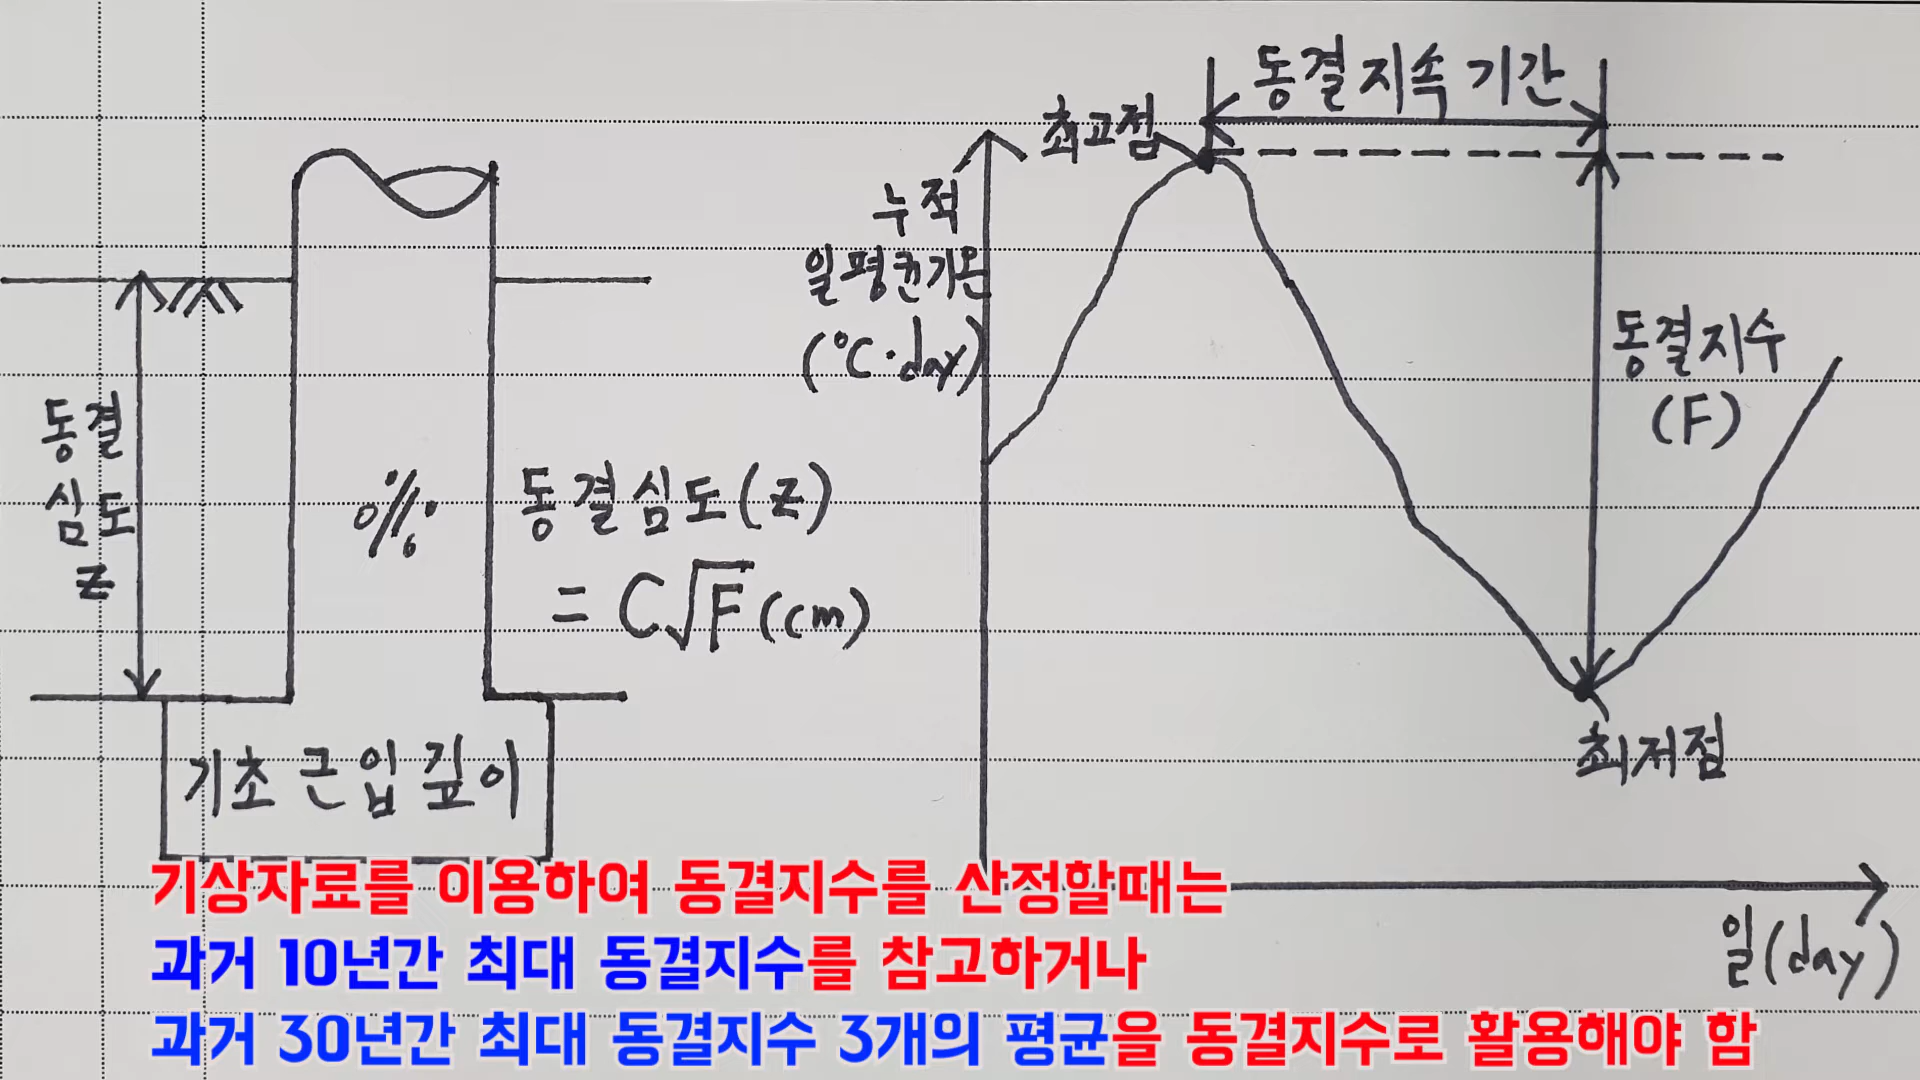 동결
심도
z
동결심도(z)
= C√F (cm)
기초 근입 깊이
동결지속기간
최고점
누적
일평균기온
(℃·day)
동결지수
(F)
최저점
일(day)
기상자료를 이용하여 동결지수를 산정할때는
과거 10년간 최대 동결지수를 참고하거나
과거 30년간 최대 동결지수 3개의 평균을 동결지수로 활용해야 함